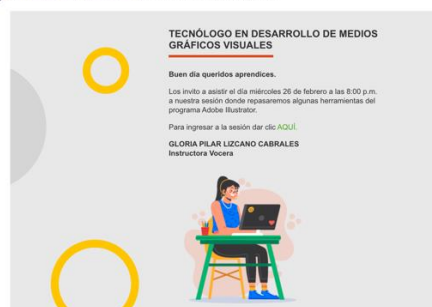 TECNÓLOGO EN DESARROLLO DE MEDIOS
GRÁFICOS VISUALES
Buen día queridos aprendices.
Los invito a asistir el día miércoles 26 de febrero a las 8:00 p.m.
a nuestra sesión donde repasaremos algunas herramientas del
programa Adobe Illustrator.
Para ingresar a la sesión dar clic AQUÍ.
GLORIA PILAR LIZCANO CABRALES
Instructora Vocera